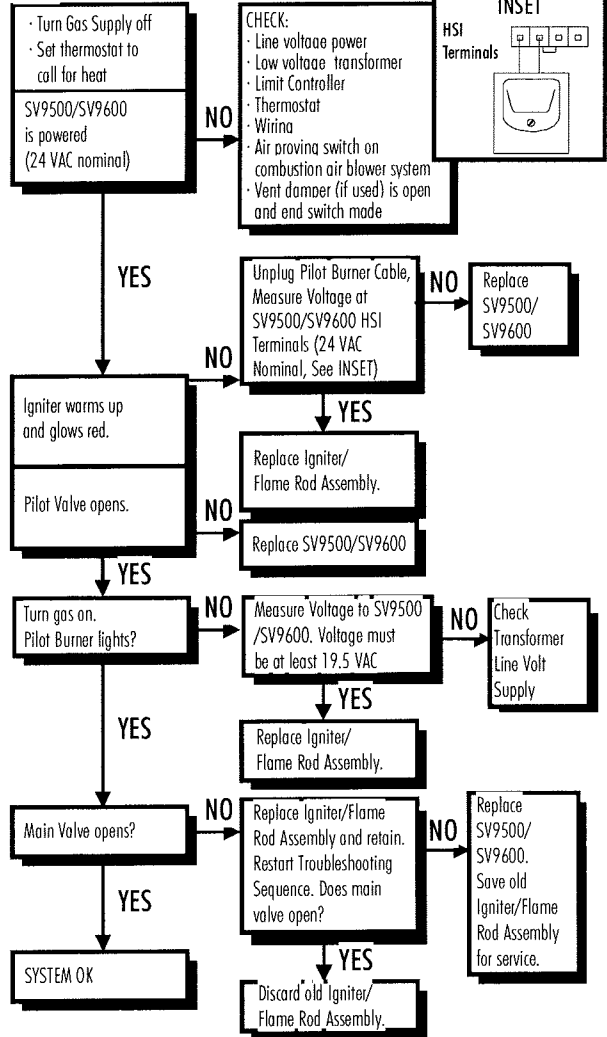 · Turn Gas Supply off
· Set thermostat to
call for heat
SV9500/SV9600
is powered
(24 VAC nominal)
NO
CHECK:
· Line voltage power
· Low voltage transformer
· Limit Controller
· Thermostat
· Wiring
· Air proving switch on
combustion air blower system
· Vent damper (if used) is open
and end switch made
INSET
HSI
Terminals
YES
NO
Unplug Pilot Burner Cable,
Measure Voltage at
SV9500/SV9600 HSI
Terminals (24 VAC
Nominal, See INSET)
NO
Replace
SV9500/
SV9600
Igniter warms up
and glows red.
YES
Replace Igniter/
Flame Rod Assembly.
Pilot Valve opens.
NO
Replace SV9500/SV9600
YES
Turn gas on.
Pilot Burner lights?
NO
Measure Voltage to SV9500
/SV9600. Voltage must
be at least 19.5 VAC
NO
Check
Transformer
Line Volt
Supply
YES
YES
Replace Igniter/
Flame Rod Assembly.
Main Valve opens?
NO
Replace Igniter/Flame
Rod Assembly and retain.
Restart Troubleshooting
Sequence. Does main
valve open?
NO
Replace
SV9500/
SV9600.
Save old
Igniter/Flame
Rod Assembly
for service.
YES
YES
SYSTEM OK
Discard old Igniter/
Flame Rod Assembly.